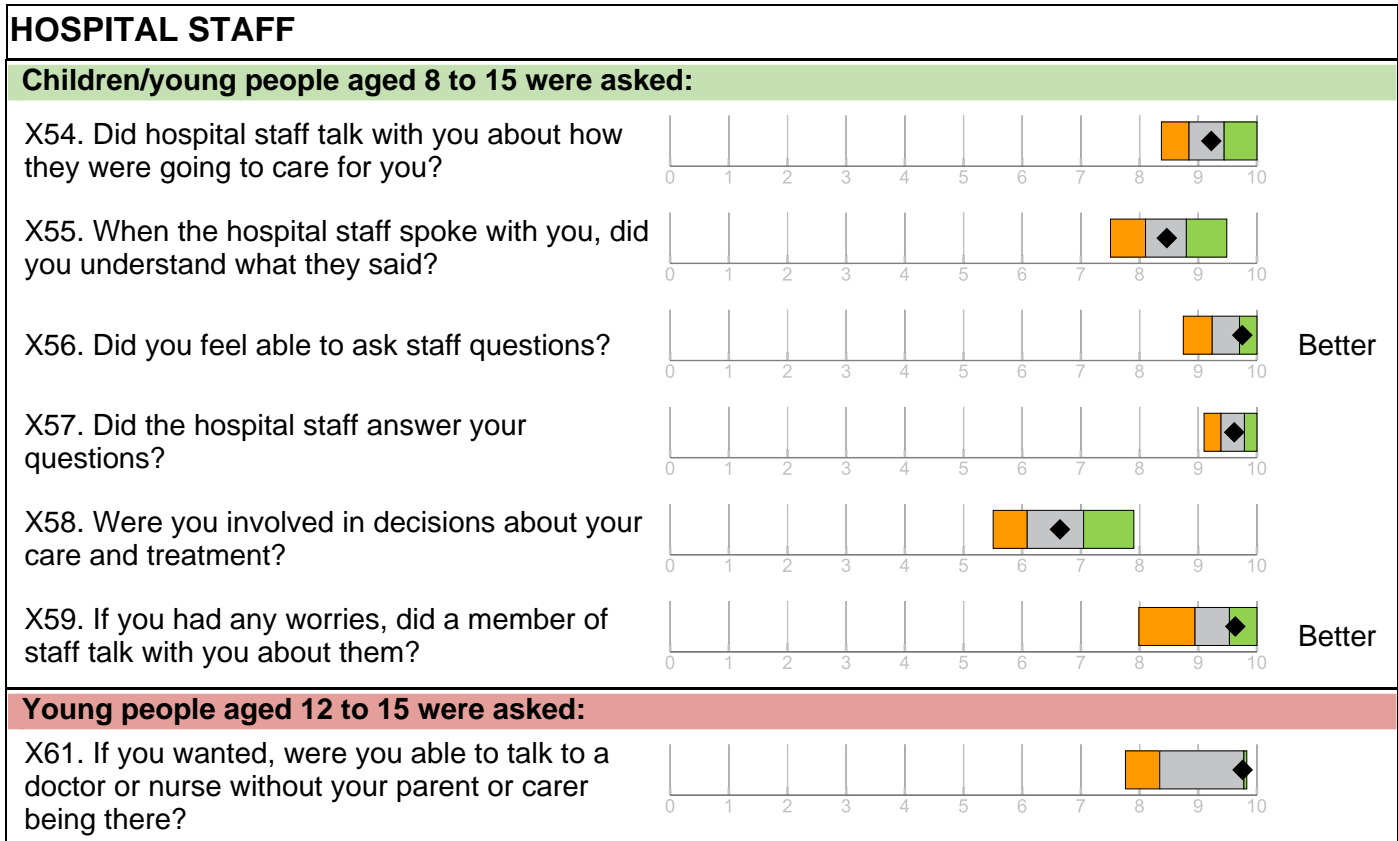 HOSPITAL STAFF
Children/young people aged 8 to 15 were asked:
X54. Did hospital staff talk with you about how
they were going to care for you?
0 1 2 3 4 5 6 7 8 9 10
X55. When the hospital staff spoke with you, did
you understand what they said?
0 1 2 3 4 5 6 7 8 9 10
X56. Did you feel able to ask staff questions?
Better
0 1 2 3 4 5 6 7 8 9 10
X57. Did the hospital staff answer your
questions?
0 1 2 3 4 5 6 7 8 9 10
X58. Were you involved in decisions about your
care and treatment?
0 1 2 3 4 5 6 7 8 9 10
X59. If you had any worries, did a member of
staff talk with you about them?
Better
0 1 2 3 4 5 6 7 8 9 10
Young people aged 12 to 15 were asked:
X61. If you wanted, were you able to talk to a
doctor or nurse without your parent or carer
being there?
0 1 2 3 4 5 6 7 8 9 10